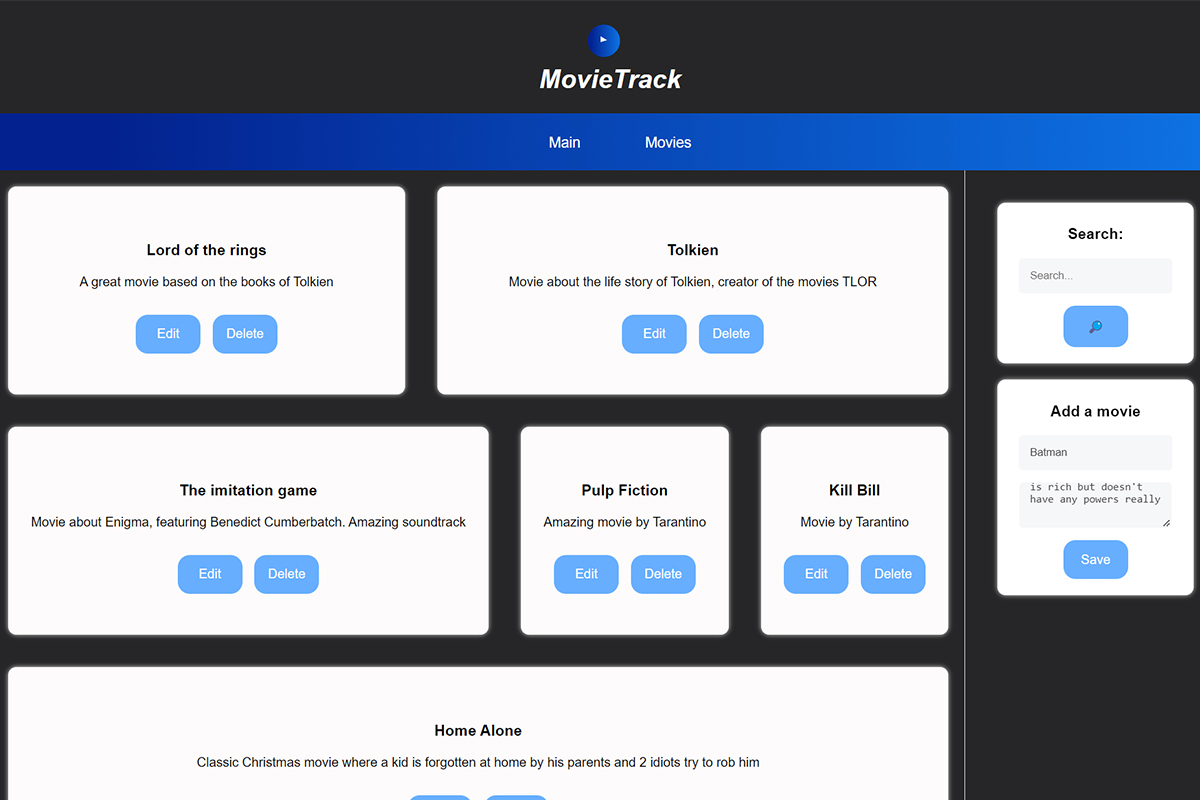 MovieTrack
Main
Movies
Lord of the rings
A great movie based on the books of Tolkien
Edit
Delete
Tolkien
Movie about the life story of Tolkien, creator of the movies TLOR
Edit
Delete
The imitation game
Movie about Enigma, featuring Benedict Cumberbatch. Amazing soundtrack
Edit
Delete
Pulp Fiction
Amazing movie by Tarantino
Edit
Delete
Kill Bill
Movie by Tarantino
Edit
Delete
Home Alone
Classic Christmas movie where a kid is forgotten at home by his parents and 2 idiots try to rob him
Search:
Search...
Add a movie
Batman
is rich but doesn't
have any powers really
Save